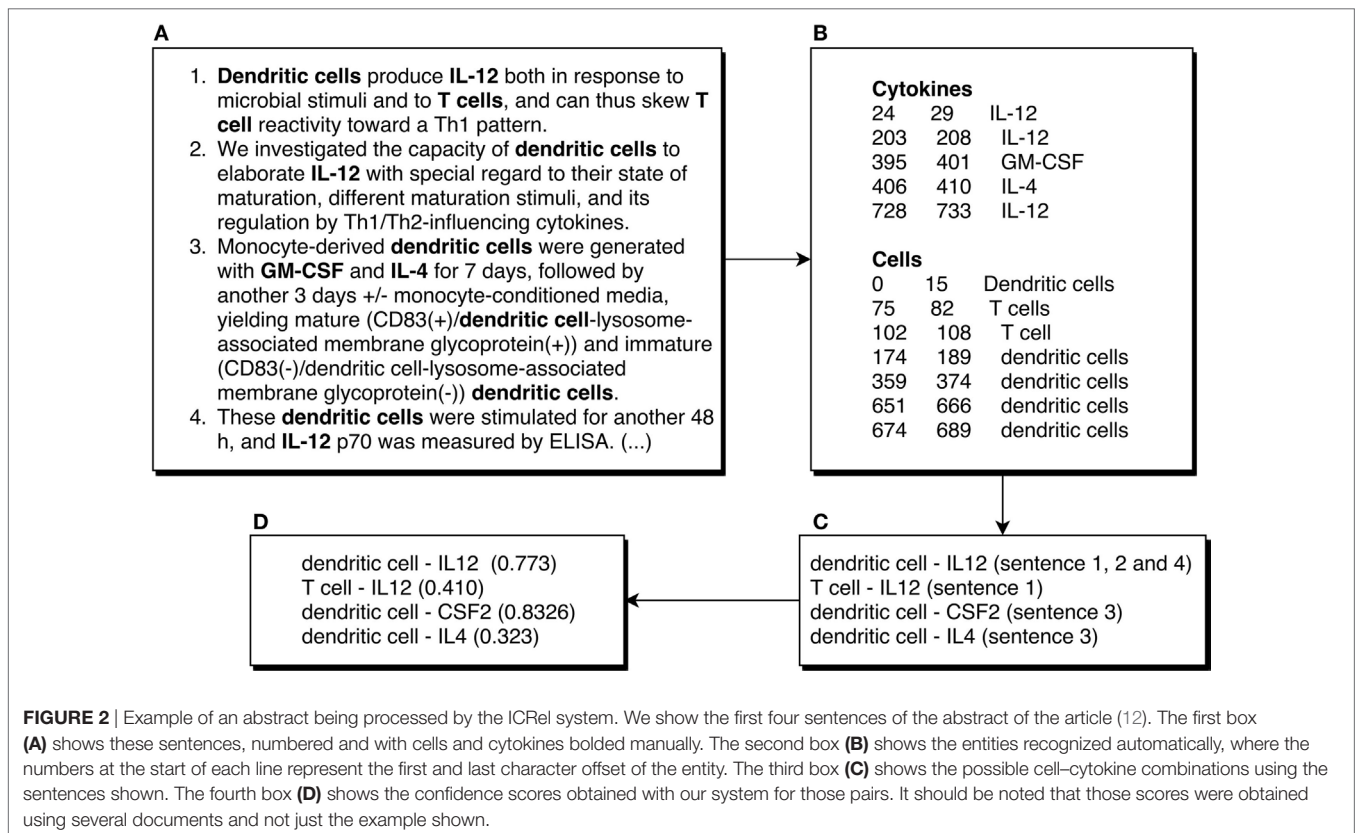 A
1. Dendritic cells produce IL-12 both in response to
microbial stimuli and to T cells, and can thus skew T
cell reactivity toward a Th1 pattern.
2. We investigated the capacity of dendritic cells to
elaborate IL-12 with special regard to their state of
maturation, different maturation stimuli, and its
regulation by Th1/Th2-influencing cytokines.
3. Monocyte-derived dendritic cells were generated
with GM-CSF and IL-4 for 7 days, followed by
another 3 days +/- monocyte-conditioned media,
yielding mature (CD83(+)/dendritic cell-lysosome-
associated membrane glycoprotein(+)) and immature
(CD83(-)/dendritic cell-lysosome-associated
membrane glycoprotein(-)) dendritic cells.
4. These dendritic cells were stimulated for another 48
h, and IL-12 p70 was measured by ELISA. (...)
B
Cytokines
24 29 IL-12
203 208 IL-12
395 401 GM-CSF
406 410 IL-4
728 733 IL-12
Cells
0 15 Dendritic cells
75 82 T cells
102 108 T cell
174 189 dendritic cells
359 374 dendritic cells
651 666 dendritic cells
674 689 dendritic cells
D
dendritic cell - IL12 (0.773)
T cell - IL12 (0.410)
dendritic cell - CSF2 (0.8326)
dendritic cell - IL4 (0.323)
C
dendritic cell - IL12 (sentence 1, 2 and 4)
T cell - IL12 (sentence 1)
dendritic cell - CSF2 (sentence 3)
dendritic cell - IL4 (sentence 3)
FIGURE 2 | Example of an abstract being processed by the ICRel system. We show the first four sentences of the abstract of the article (12). The first box
(A) shows these sentences, numbered and with cells and cytokines bolded manually. The second box (B) shows the entities recognized automatically, where the
numbers at the start of each line represent the first and last character offset of the entity. The third box (C) shows the possible cell–cytokine combinations using the
sentences shown. The fourth box (D) shows the confidence scores obtained with our system for those pairs. It should be noted that those scores were obtained
using several documents and not just the example shown.